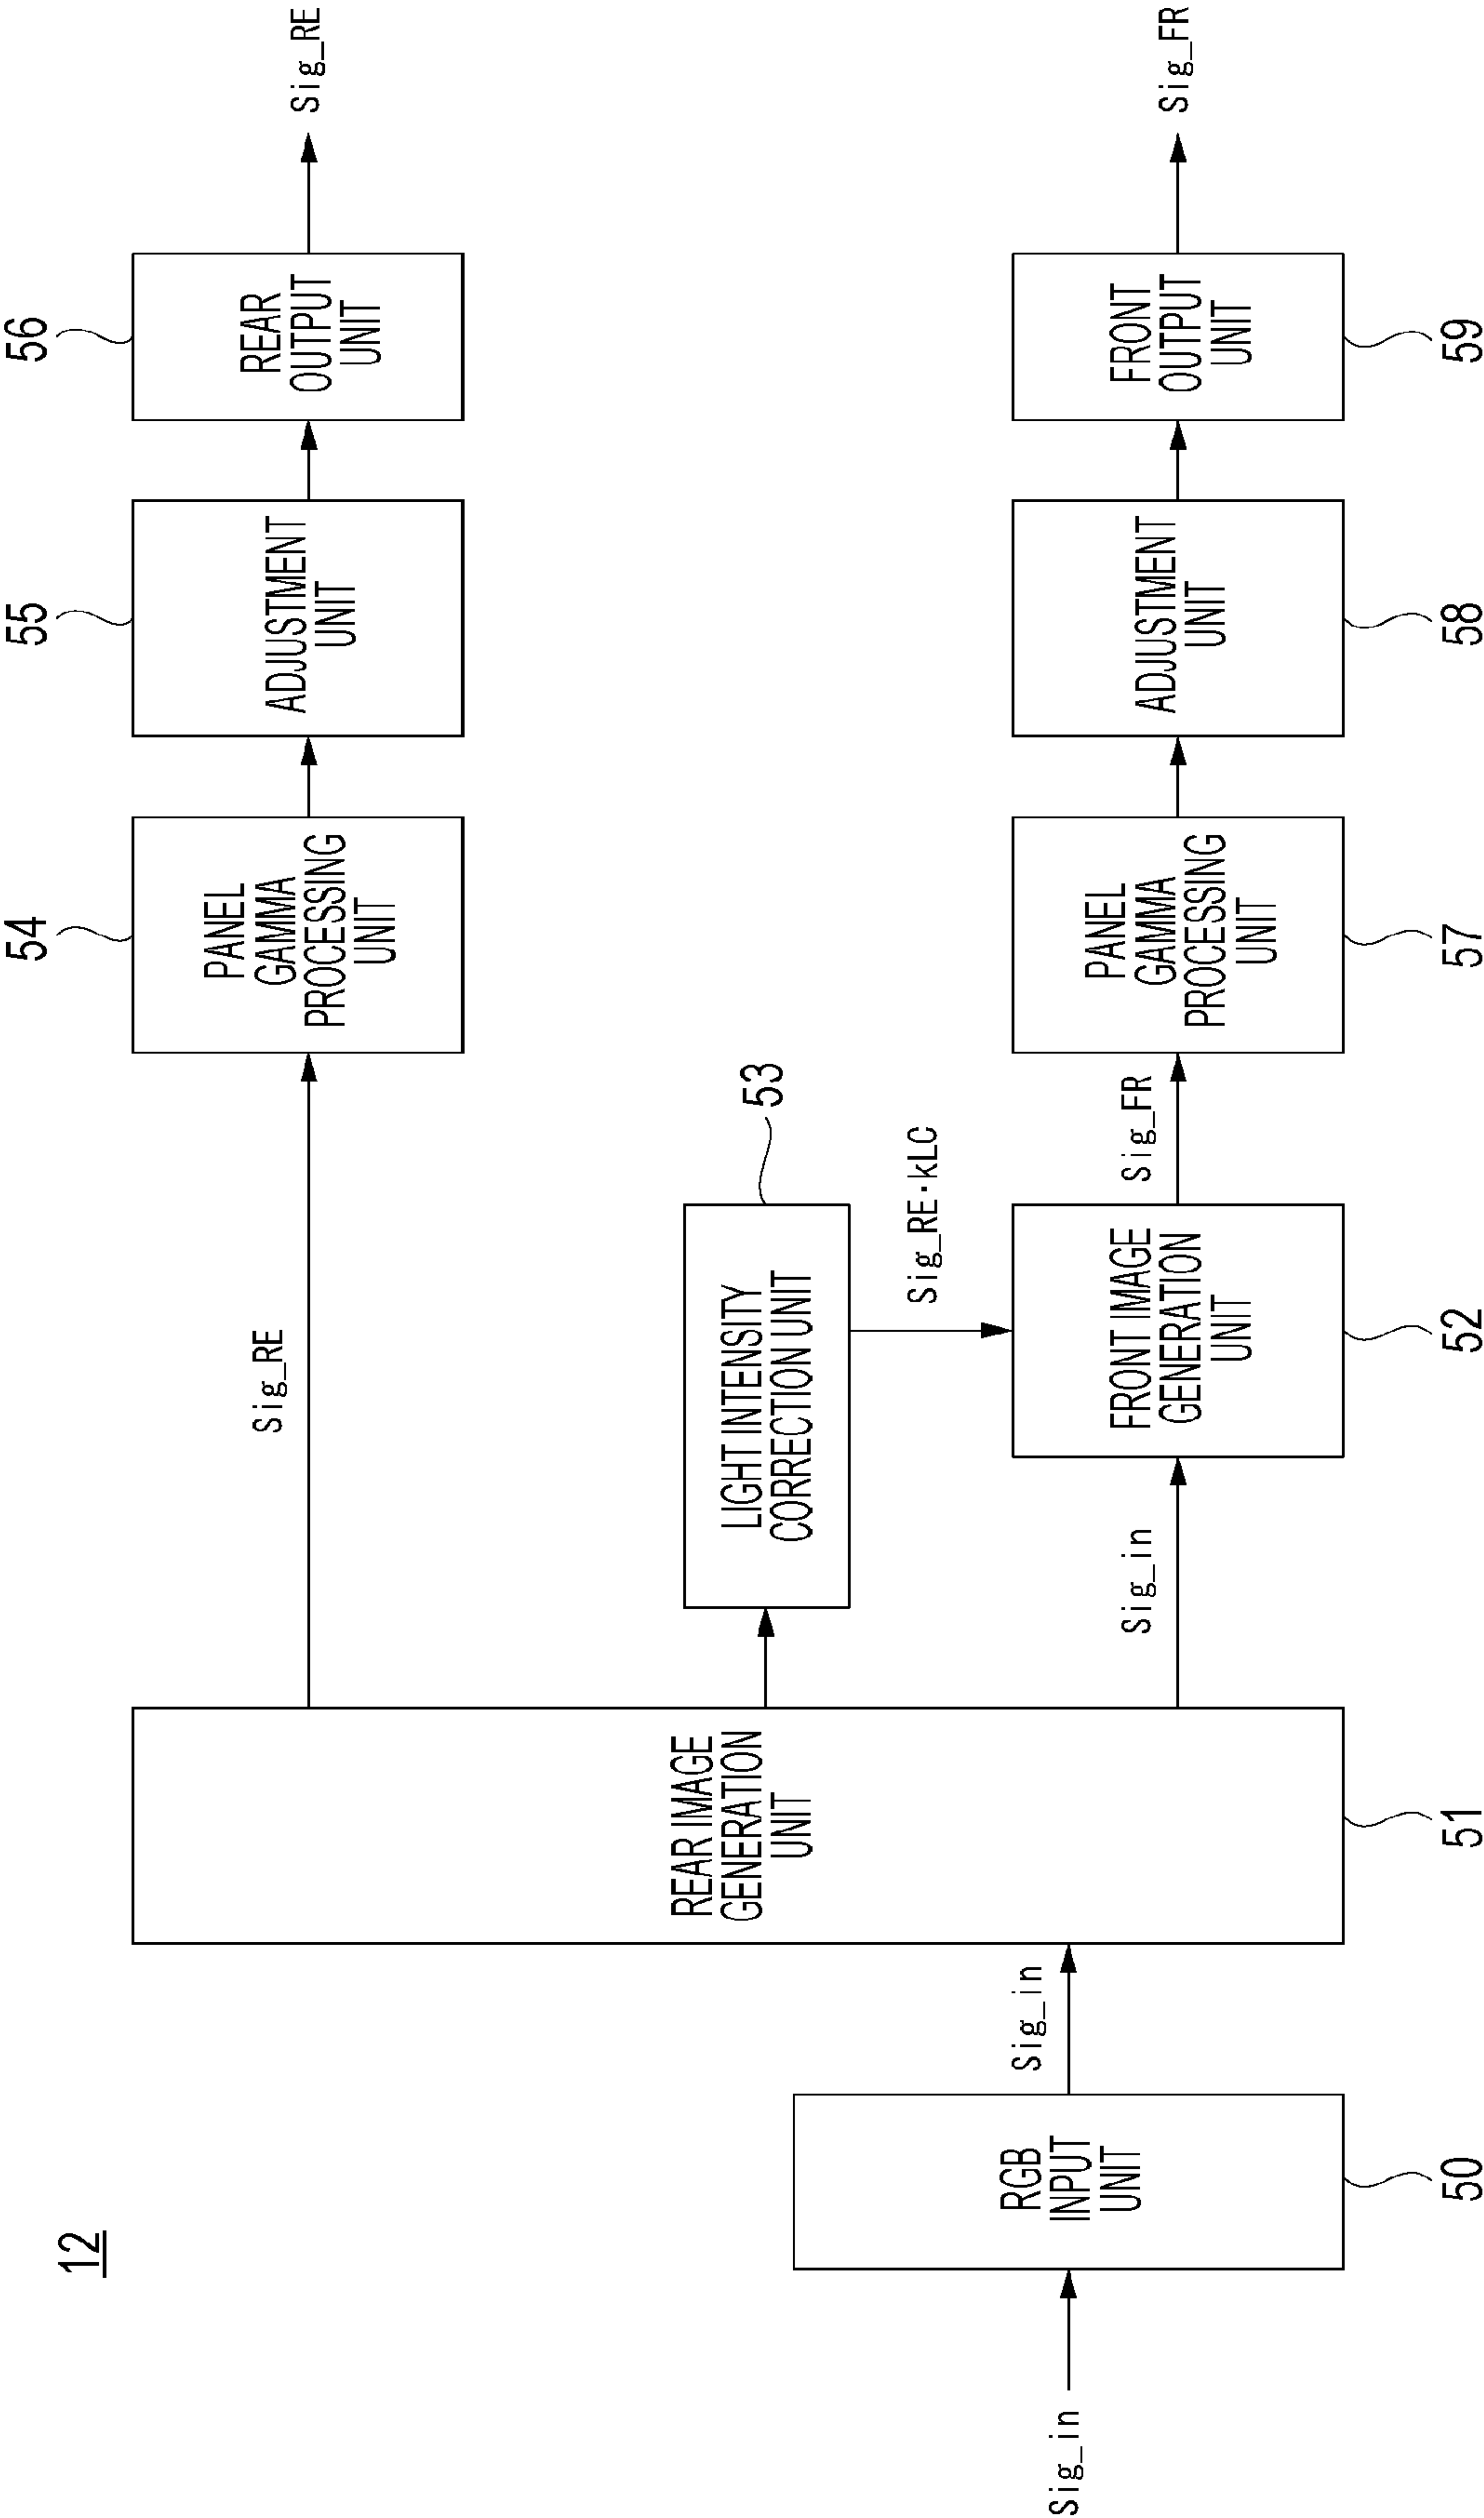 12
56
REAR
OUTPUT
UNIT
Sig_RE
55
ADJUSTMENT
UNIT
54
PANEL
GAMMA
PROCESSING
UNIT
Sig_RE
53
LIGHT INTENSITY
CORRECTION UNIT
Sig_RE·kLC
REAR IMAGE
GENERATION
UNIT
51
Sig_in
RGB
INPUT
UNIT
50
Sig_in
Sig_in
FRONT IMAGE
GENERATION
UNIT
52
Sig_FR
PANEL
GAMMA
PROCESSING
UNIT
57
ADJUSTMENT
UNIT
58
FRONT
OUTPUT
UNIT
59
Sig_FR